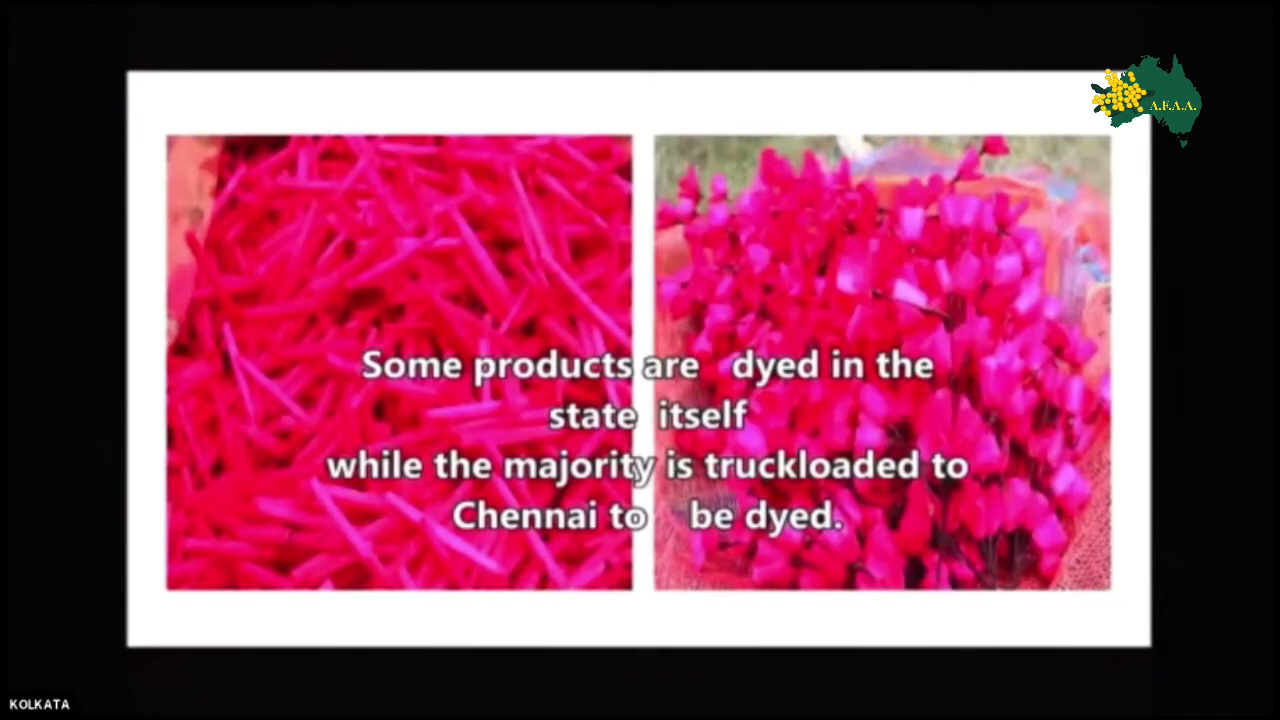 A.F.A.A.
Some products are dyed in the
state itself
while the majority is truckloaded to
Chennai to be dyed.
KOLKATA